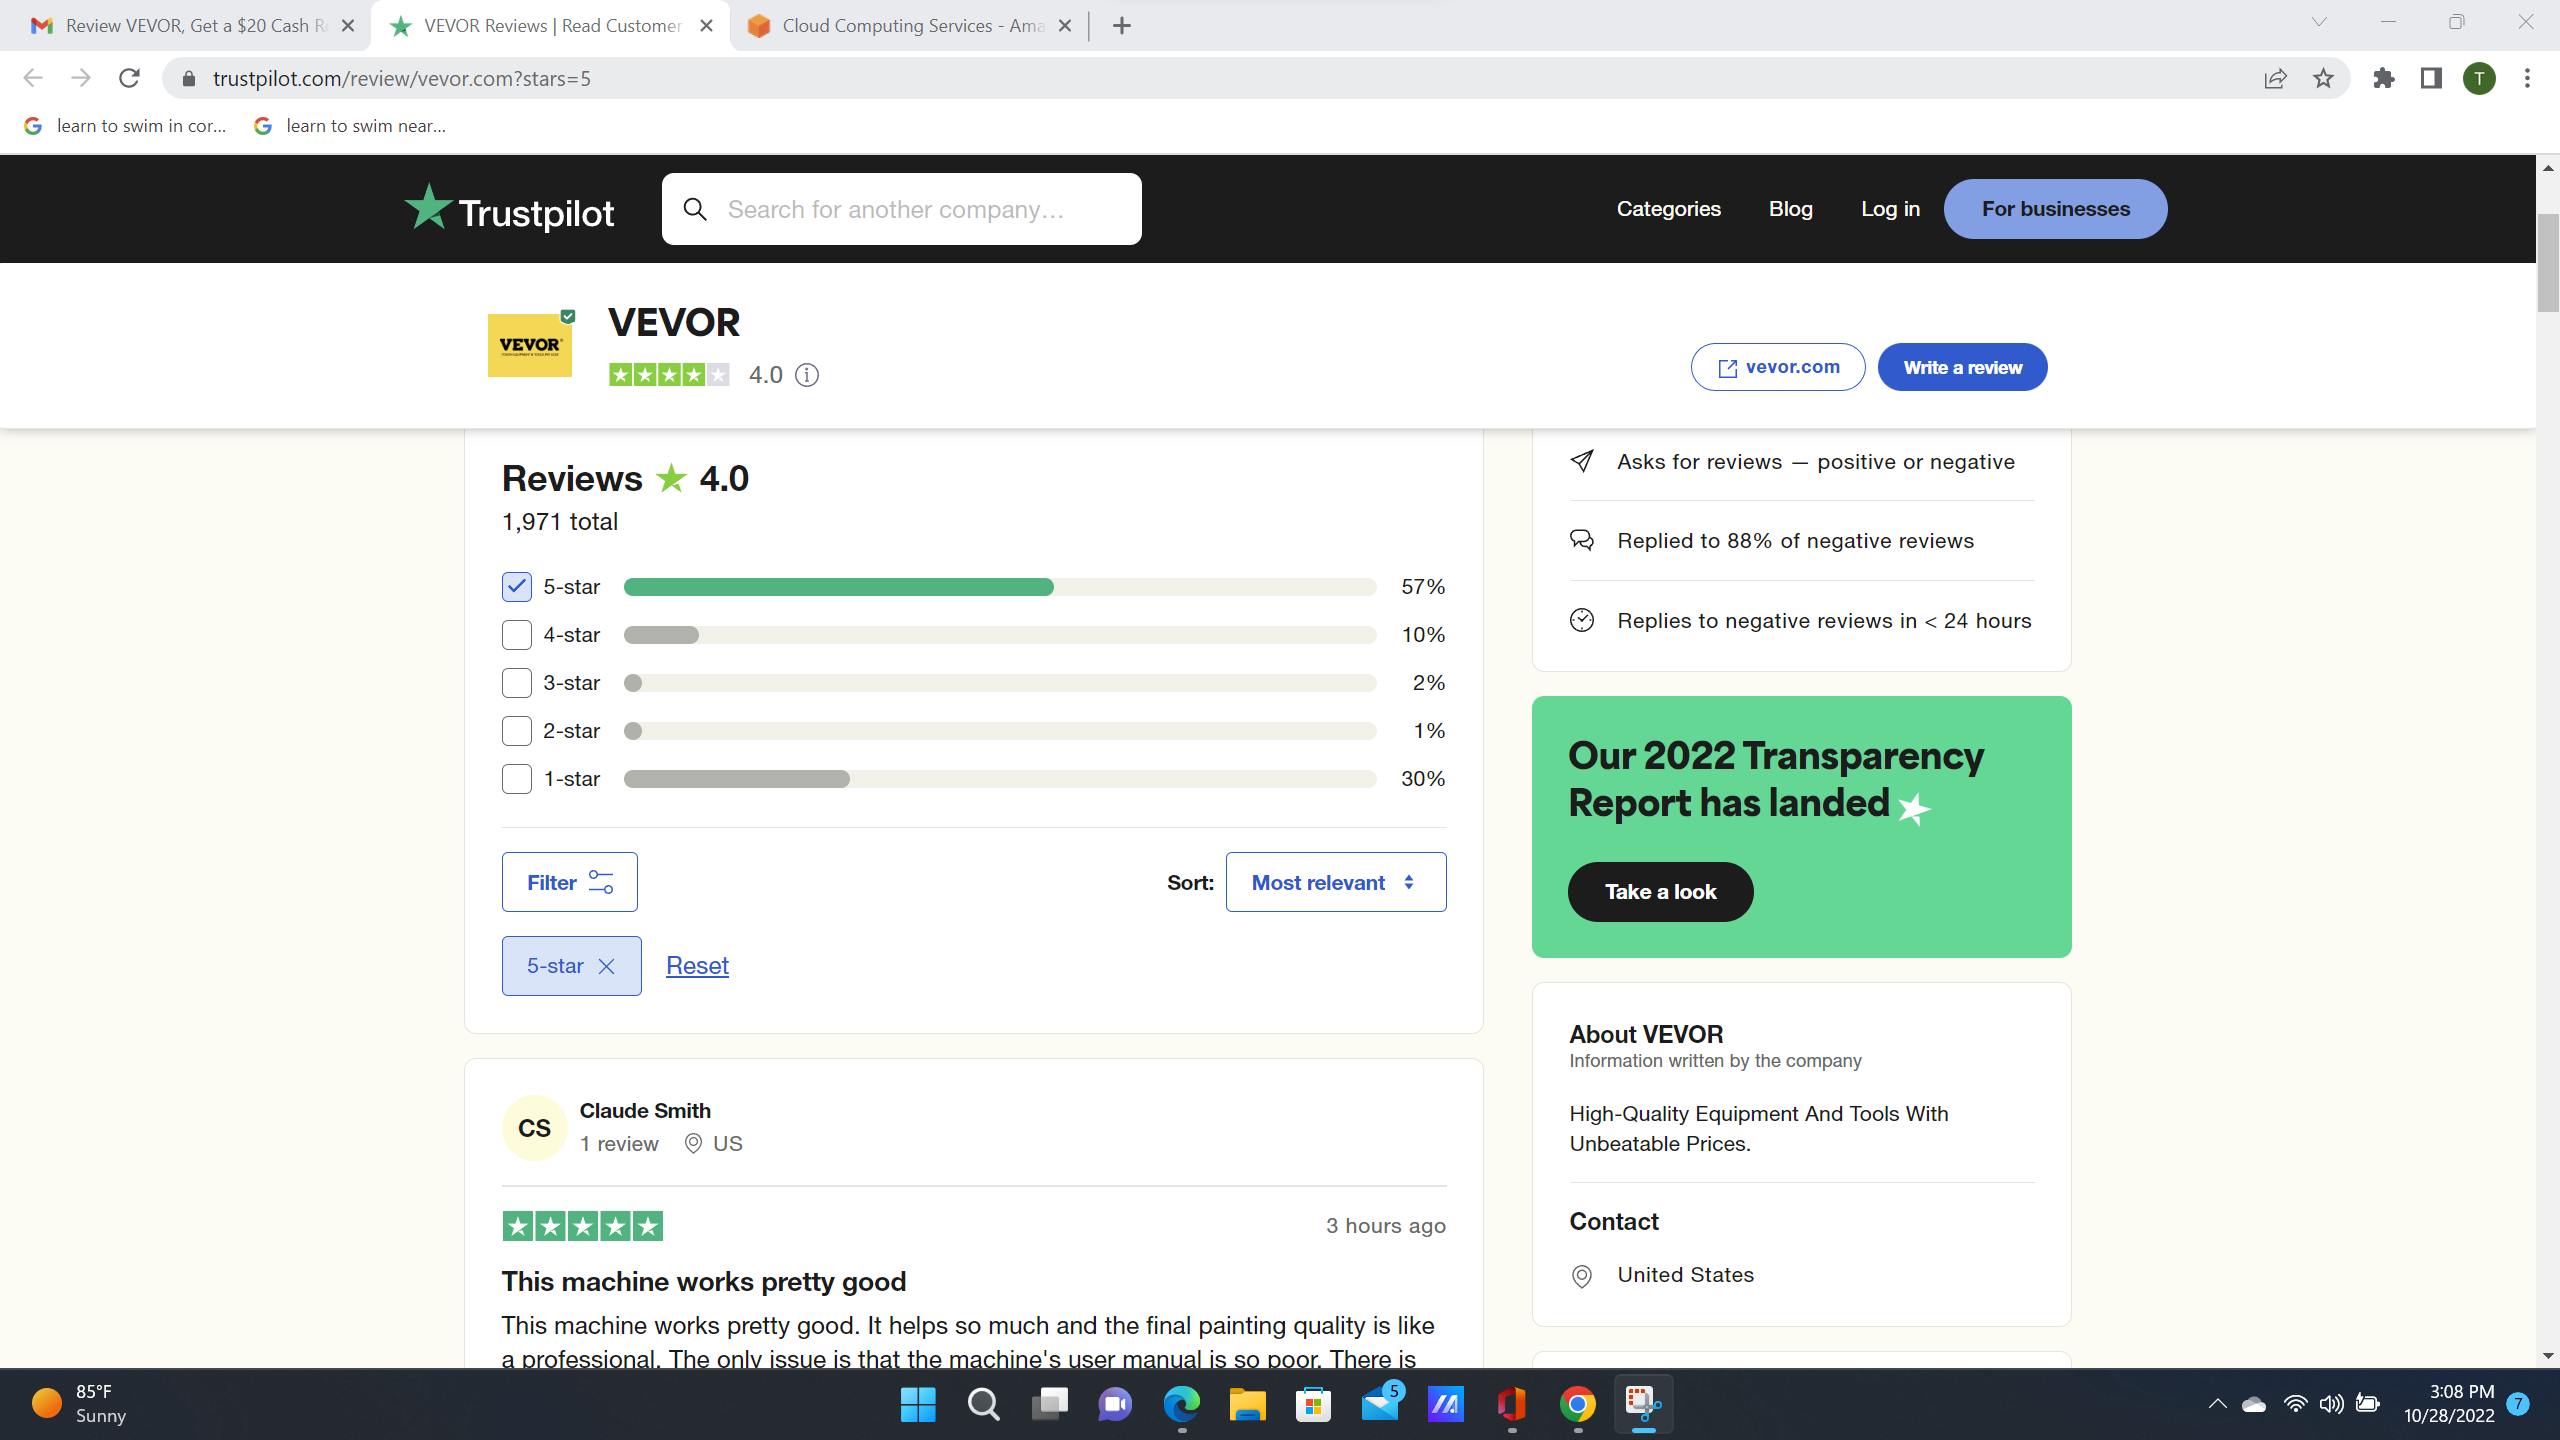 Review VEVOR, Get a $20 Cash R
VEVOR Reviews | Read Customer
Cloud Computing Services - Ama
trustpilot.com/review/vevor.com?stars=5
T
learn to swim in cor...
learn to swim near...
Trustpilot
Search for another company...
Categories
Blog
Log in
For businesses
VEVOR
VEVOR
4.0
vevor.com
Write a review
Reviews 4.0
1,971 total
5-star 57%
4-star 10%
3-star 2%
2-star 1%
1-star 30%
Filter
Sort: Most relevant
5-star
Reset
CS
Claude Smith
1 review US
3 hours ago
This machine works pretty good
This machine works pretty good. It helps so much and the final painting quality is like
a professional. The only issue is that the machine's user manual is so poor. There is
Asks for reviews — positive or negative
Replied to 88% of negative reviews
Replies to negative reviews in < 24 hours
Our 2022 Transparency
Report has landed
Take a look
About VEVOR
Information written by the company
High-Quality Equipment And Tools With
Unbeatable Prices.
Contact
United States
85°F
Sunny
5
3:08 PM
10/28/2022
7